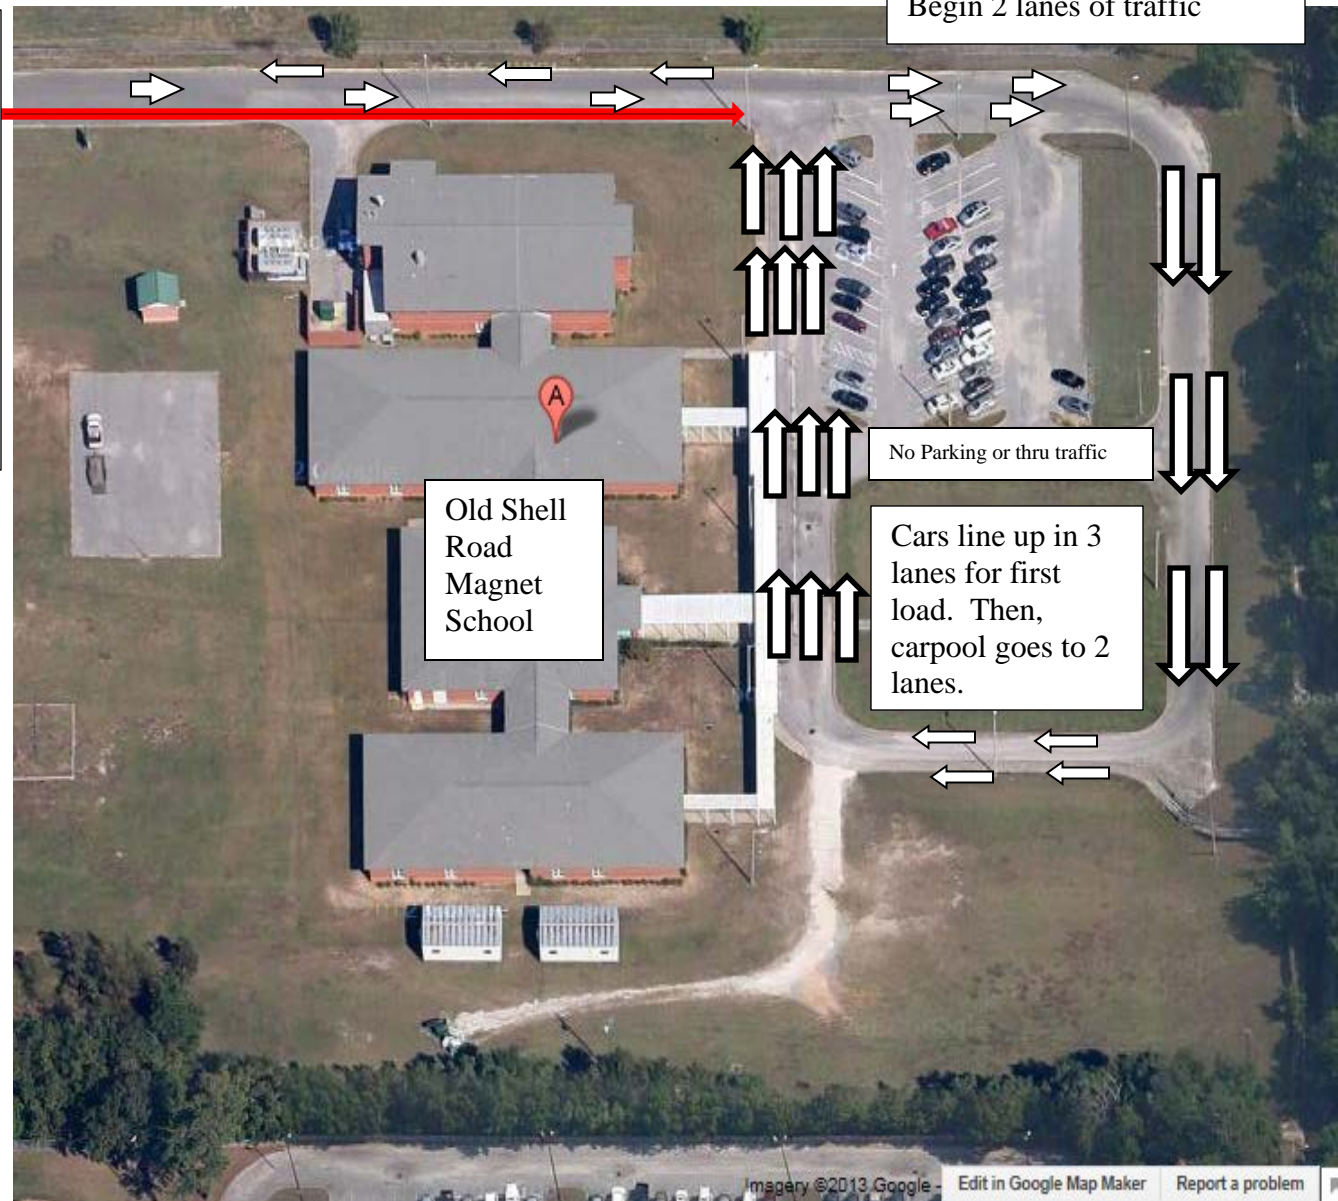 Begin 2 lanes of traffic
A
No Parking or thru traffic
Old Shell
Road
Magnet
School
Cars line up in 3
lanes for first
load.  Then,
carpool goes to 2
lanes.
Imagery ©2013 Google -
Edit in Google Map Maker
Report a problem